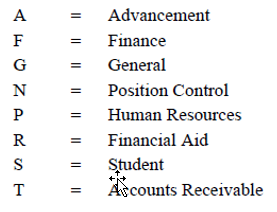 A = Advancement
F = Finance
G = General
N = Position Control
P = Human Resources
R = Financial Aid
S = Student
T = Accounts Receivable